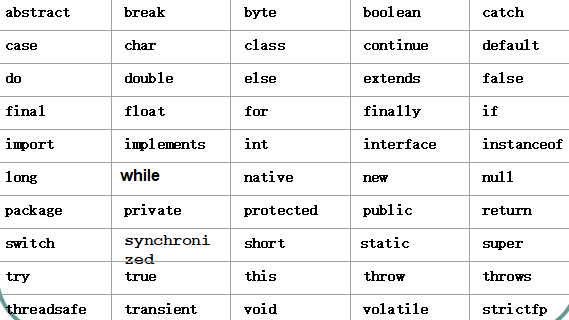 abstract break byte boolean catch
case char class continue default
do double else extends false
final float for finally if
import implements int interface instanceof
long while native new null
package private protected public return
switch synchroni short static super
zed
try true this throw throws
threadsafe transient void volatile strictfp